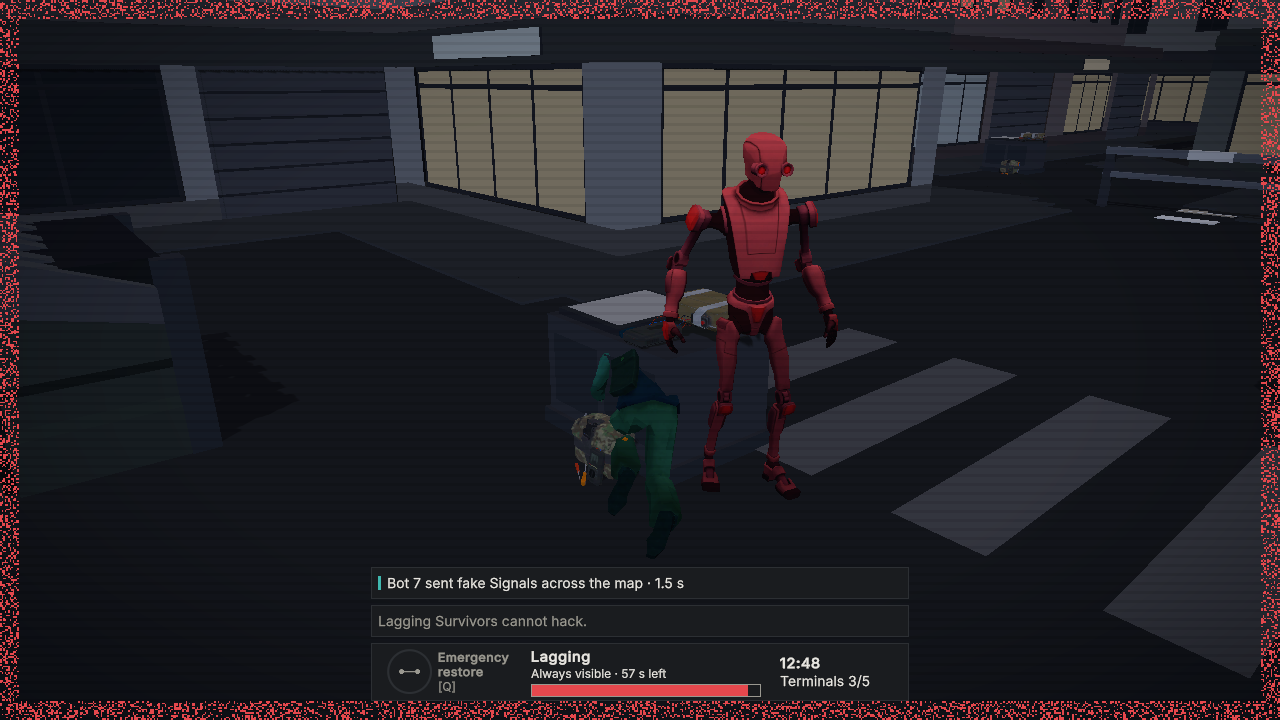 Bot 7 sent fake Signals across the map · 1.5 s
Lagging Survivors cannot hack.
Emergency
restore
[Q]
Lagging
Always visible · 57 s left
12:48
Terminals 3/5